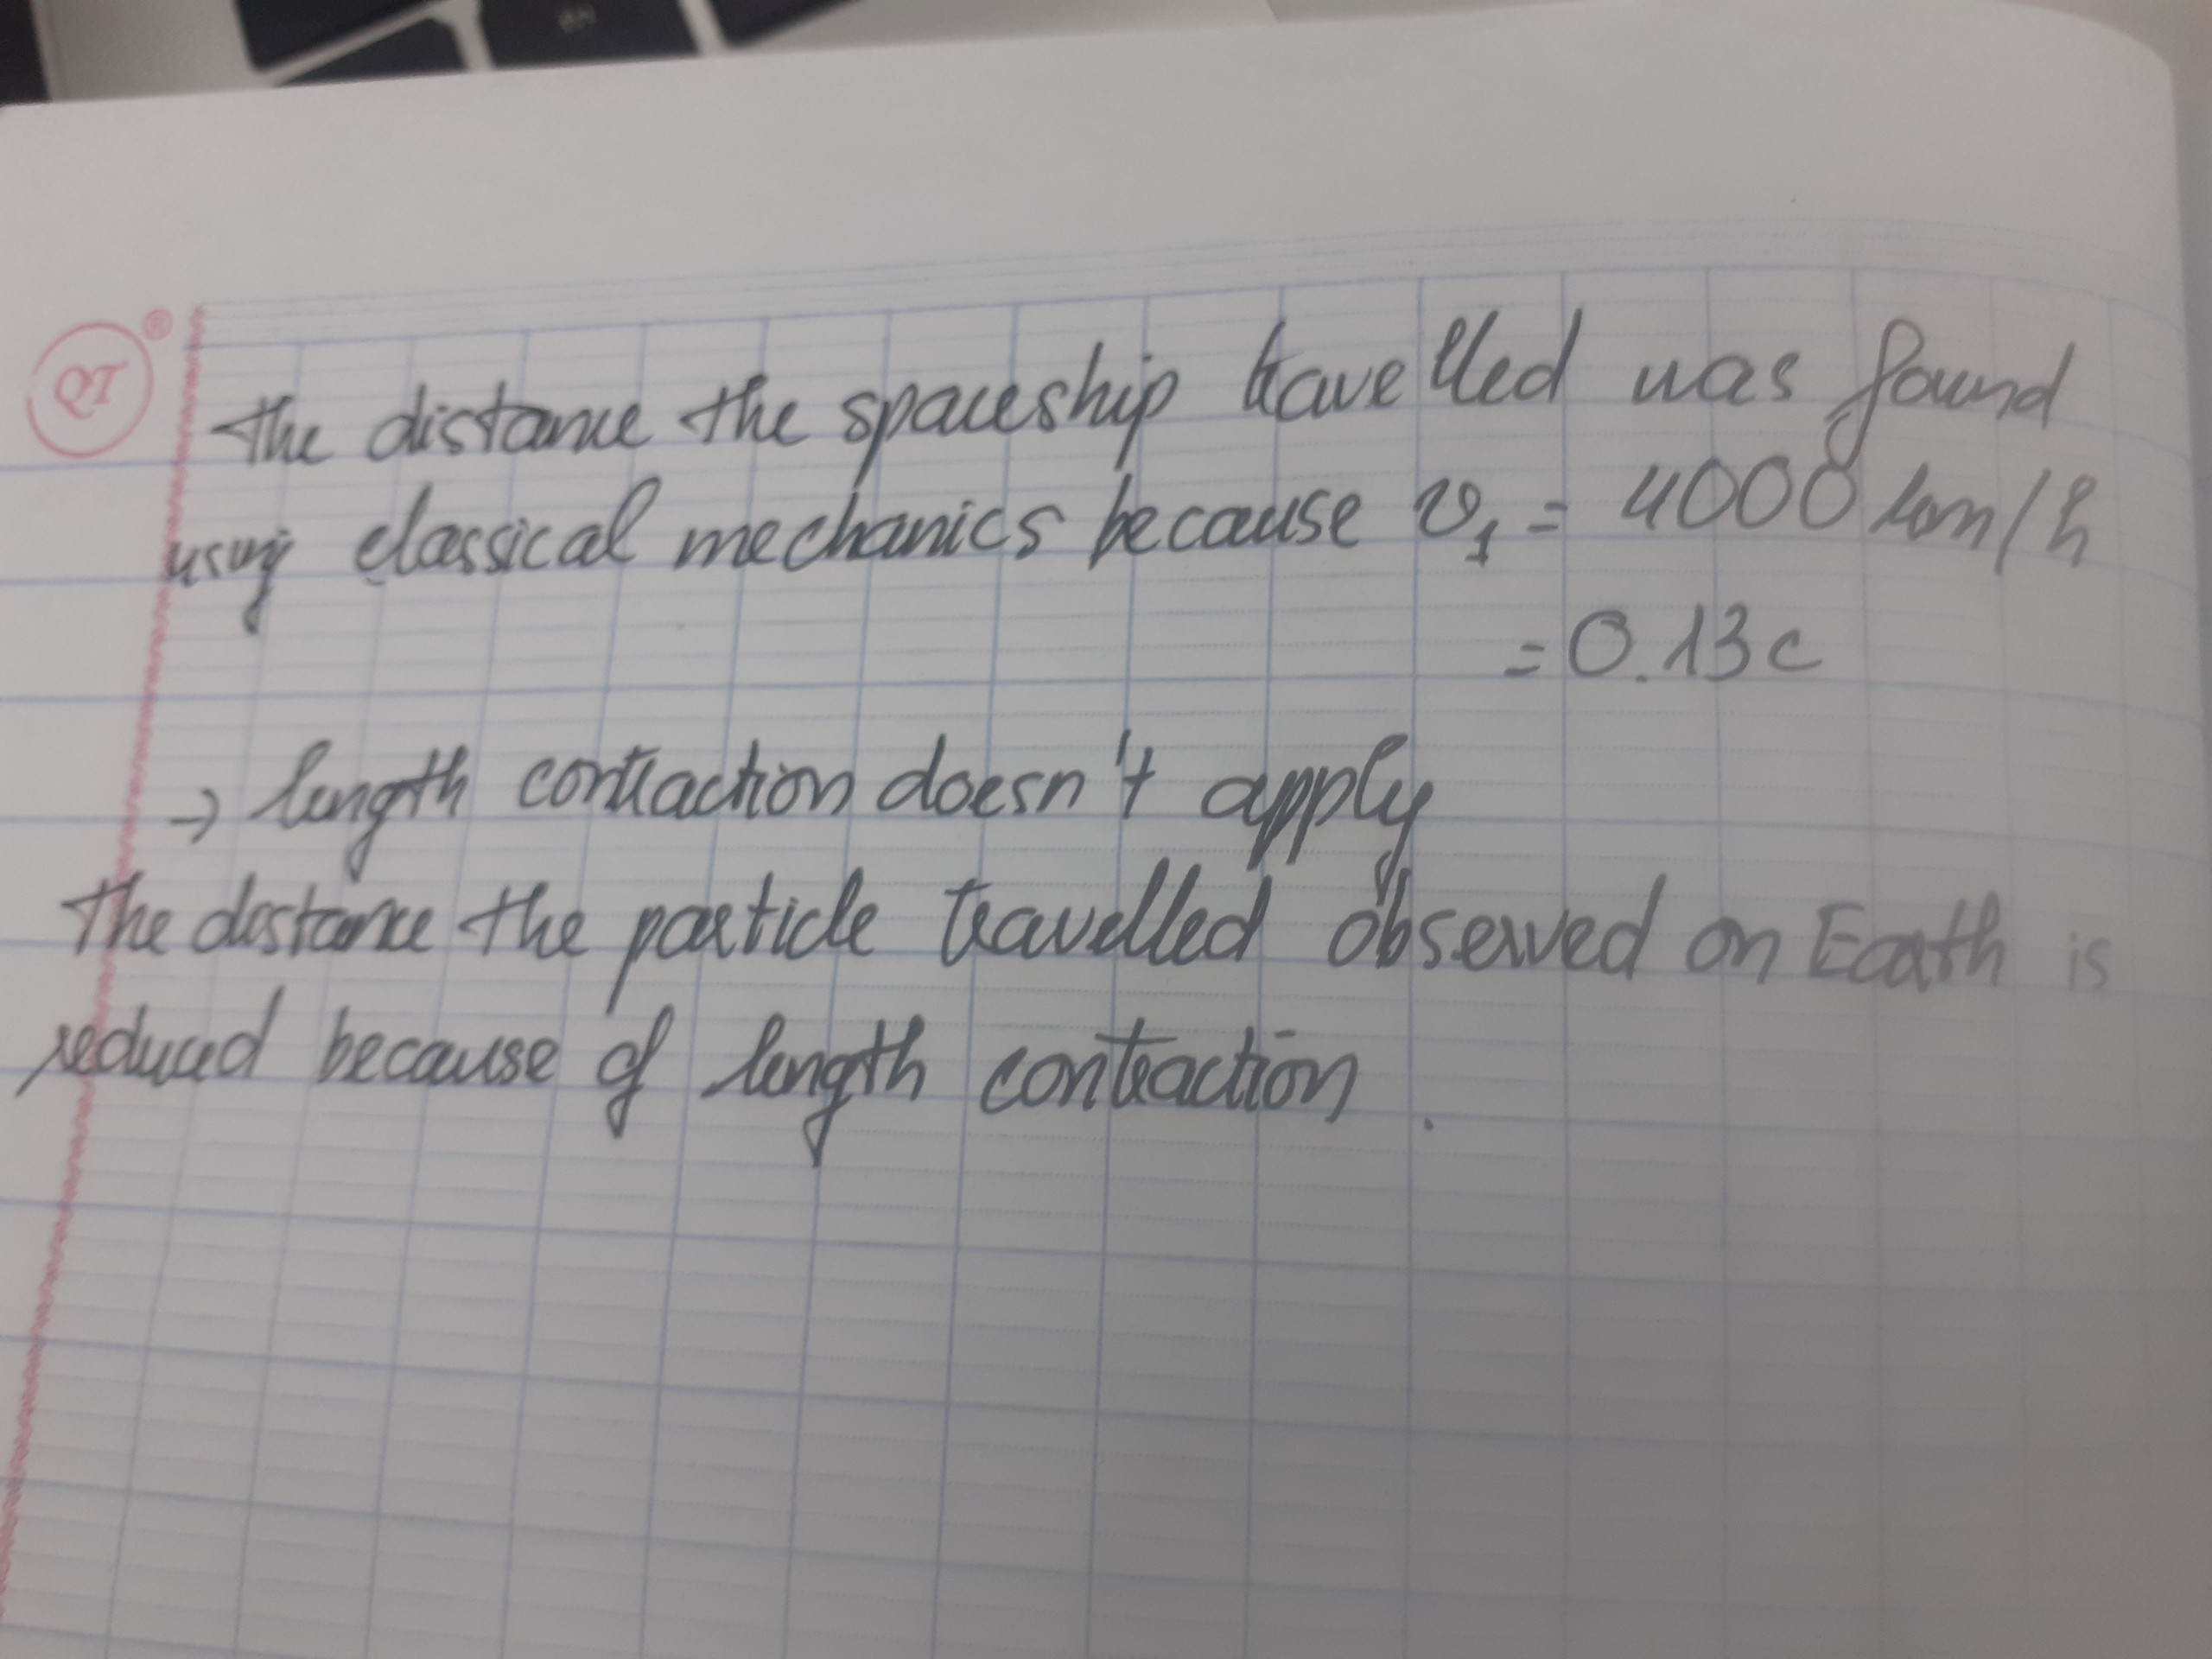 QT
®
The distance the spaceship travelled was found
using classical mechanics because v₁ = 4000 km/h
= 0.13c
→ length contraction doesn't apply
The distance the particle travelled observed on Earth is
reduced because of length contraction.